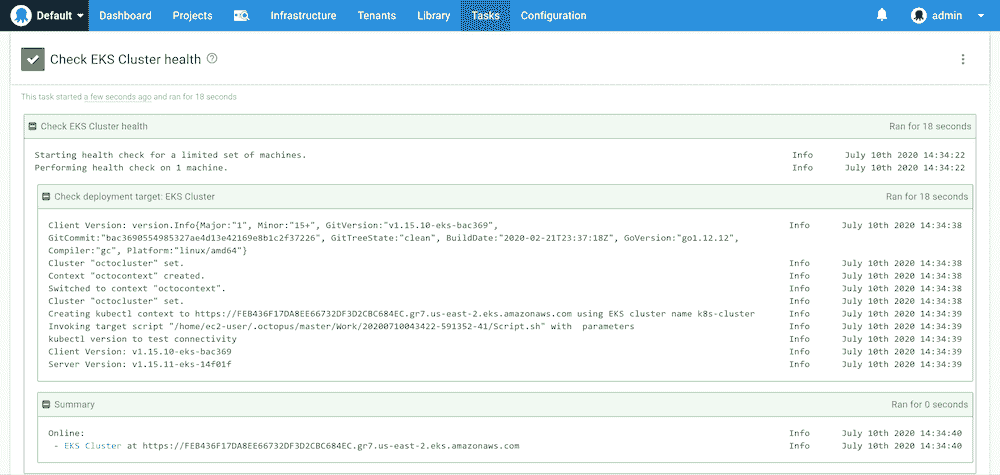 Default Dashboard Projects Infrastructure Tenants Library Tasks Configuration admin
Check EKS Cluster health
This task started a few seconds ago and ran for 18 seconds
Check EKS Cluster health Ran for 18 seconds
Starting health check for a limited set of machines. Info July 10th 2020 14:34:22
Performing health check on 1 machine. Info July 10th 2020 14:34:22
Check deployment target: EKS Cluster Ran for 18 seconds
Client Version: version.Info{Major:"1", Minor:"15+", GitVersion:"v1.15.10-eks-bac369", Info July 10th 2020 14:34:38
GitCommit:"bac3690554985327ae4d13e42169e8b1c2f37226", GitTreeState:"clean", BuildDate:"2020-02-21T23:37:18Z", GoVersion:"go1.12.12",
Compiler:"gc", Platform:"linux/amd64"}
Cluster "octocluster" set. Info July 10th 2020 14:34:38
Context "octocontext" created. Info July 10th 2020 14:34:38
Switched to context "octocontext". Info July 10th 2020 14:34:38
Cluster "octocluster" set. Info July 10th 2020 14:34:38
Creating kubectl context to https://FEB436F17DA8EE66732DF3D2CBC684EC.gr7.us-east-2.eks.amazonaws.com using EKS cluster name k8s-cluster Info July 10th 2020 14:34:39
Invoking target script "/home/ec2-user/.octopus/master/Work/20200710043422-591352-41/Script.sh" with parameters Info July 10th 2020 14:34:39
kubectl version to test connectivity Info July 10th 2020 14:34:39
Client Version: v1.15.10-eks-bac369 Info July 10th 2020 14:34:39
Server Version: v1.15.11-eks-14f01f Info July 10th 2020 14:34:39
Summary Ran for 0 seconds
Online: Info July 10th 2020 14:34:40
- EKS Cluster at https://FEB436F17DA8EE66732DF3D2CBC684EC.gr7.us-east-2.eks.amazonaws.com Info July 10th 2020 14:34:40